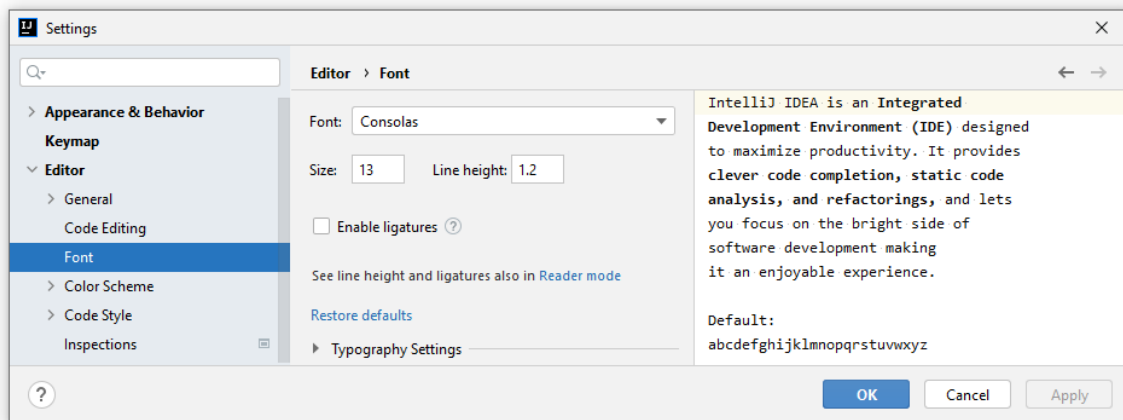 IJ
Settings
Editor › Font
Appearance & Behavior
Keymap
Editor
General
Code Editing
Font
Color Scheme
Code Style
Inspections
Font: Consolas
Size: 13 Line height: 1.2
Enable ligatures ?
See line height and ligatures also in Reader mode
Restore defaults
Typography Settings
IntelliJ IDEA is an Integrated
Development Environment (IDE) designed
to maximize productivity. It provides
clever code completion, static code
analysis, and refactorings, and lets
you focus on the bright side of
software development making
it an enjoyable experience.
Default:
abcdefghijklmnopqrstuvwxyz
?
OK Cancel Apply